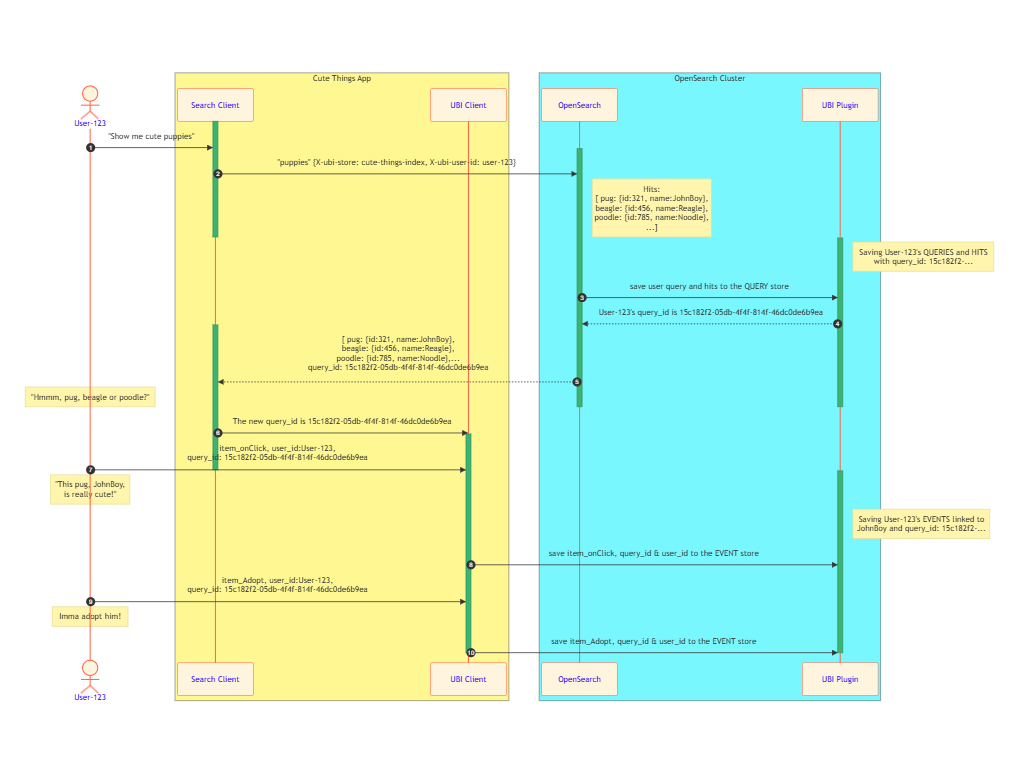 Cute Things App
OpenSearch Cluster
User-123
Search Client
UBI Client
OpenSearch
UBI Plugin
"Show me cute puppies"
1
"puppies" {X-ubi-store: cute-things-index, X-ubi-user-id: user-123}
2
Hits:
[ pug: {id:321, name:JohnBoy},
beagle: {id:456, name:Reagle},
poodle: {id:785, name:Noodle},
...]
Saving User-123's QUERIES and HITS
with query_id: 15c182f2-...
save user query and hits to the QUERY store
3
User-123's query_id is 15c182f2-05db-4f4f-814f-46dc0de6b9ea
4
[ pug: {id:321, name:JohnBoy},
beagle: {id:456, name:Reagle},
poodle: {id:785, name:Noodle},...
query_id: 15c182f2-05db-4f4f-814f-46dc0de6b9ea
5
"Hmmm, pug, beagle or poodle?"
The new query_id is 15c182f2-05db-4f4f-814f-46dc0de6b9ea
6
item_onClick, user_id:User-123,
query_id: 15c182f2-05db-4f4f-814f-46dc0de6b9ea
7
"This pug, JohnBoy,
is really cute!"
Saving User-123's EVENTS linked to
JohnBoy and query_id: 15c182f2-...
save item_onClick, query_id & user_id to the EVENT store
8
item_Adopt, user_id:User-123,
query_id: 15c182f2-05db-4f4f-814f-46dc0de6b9ea
9
Imma adopt him!
save item_Adopt, query_id & user_id to the EVENT store
10
User-123
Search Client
UBI Client
OpenSearch
UBI Plugin